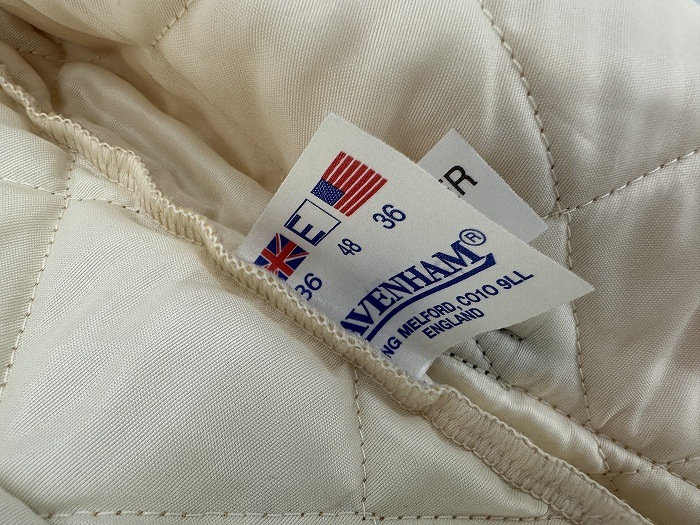 E
36 48 36
AVENHAM®
NG MELFORD, CO10 9LL
ENGLAND
R